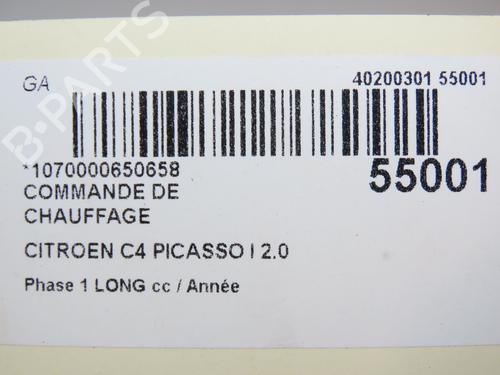 GA
40200301 55001
*1070000650658
55001
COMMANDE DE
CHAUFFAGE
CITROEN C4 PICASSO I 2.0
Phase 1 LONG cc / Année
B-PARTS